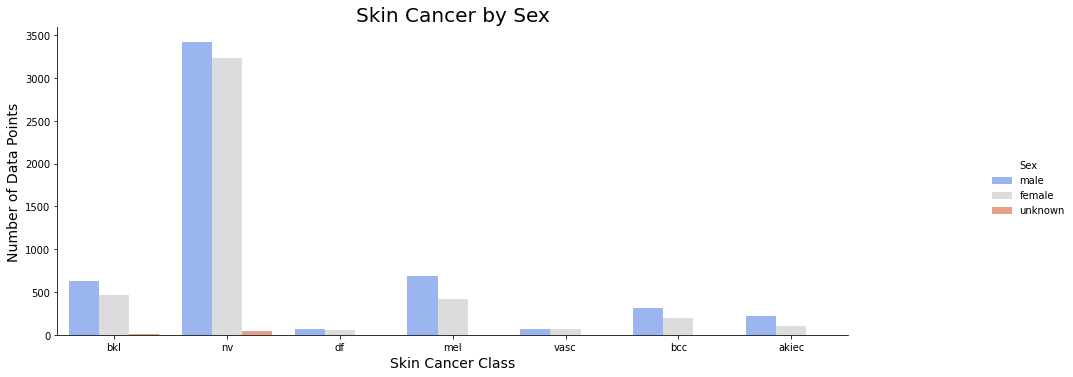 Skin Cancer by Sex
Number of Data Points
3500
3000
2500
2000
1500
1000
500
0
bkl nv df mel vasc bcc akiec
Skin Cancer Class
Sex
male
female
unknown